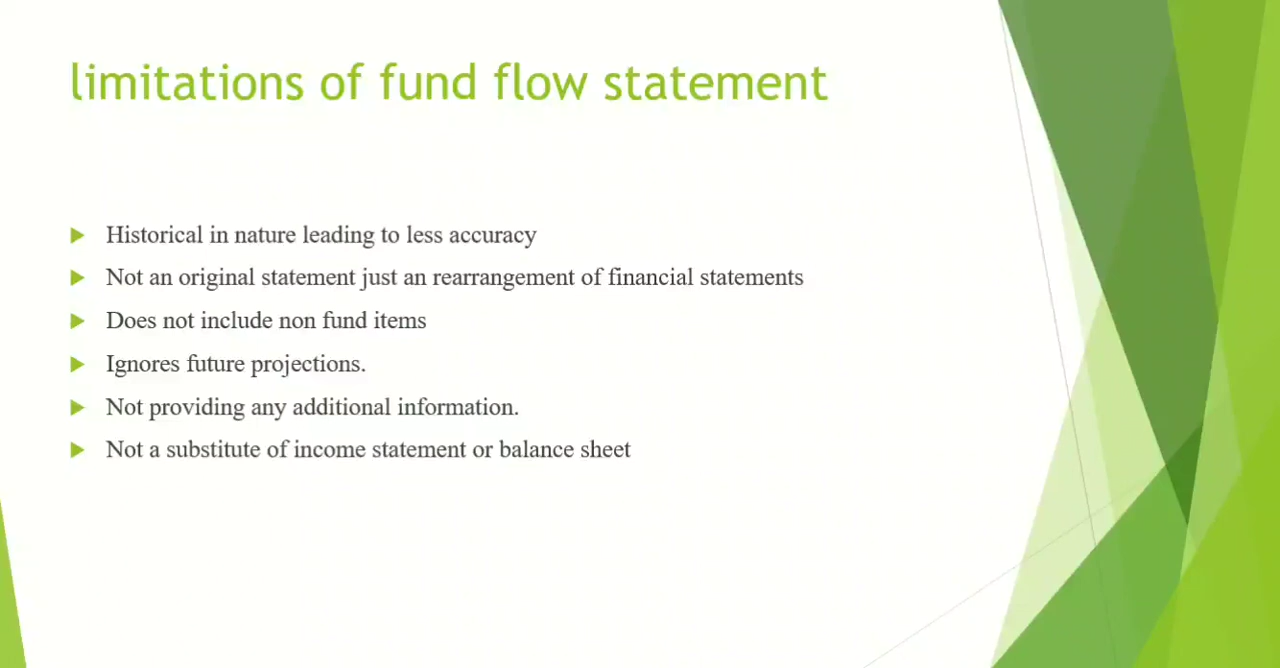 limitations of fund flow statement
Historical in nature leading to less accuracy
Not an original statement just an rearrangement of financial statements
Does not include non fund items
Ignores future projections.
Not providing any additional information.
Not a substitute of income statement or balance sheet